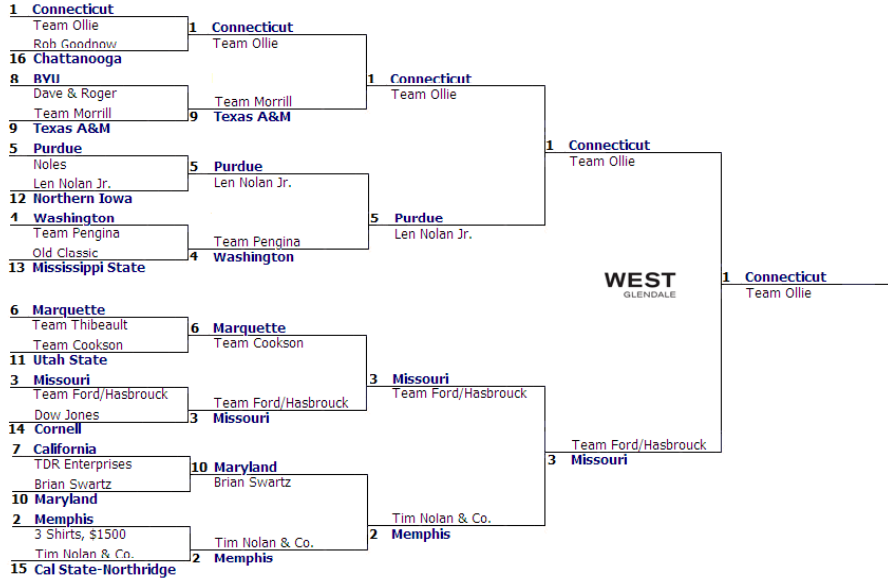 1 Connecticut
Team Ollie
Rob Goodnow
16 Chattanooga
8 BYU
Dave & Roger
Team Morrill
9 Texas A&M
5 Purdue
Noles
Len Nolan Jr.
12 Northern Iowa
4 Washington
Team Pengina
Old Classic
13 Mississippi State
6 Marquette
Team Thibeault
Team Cookson
11 Utah State
3 Missouri
Team Ford/Hasbrouck
Dow Jones
14 Cornell
7 California
TDR Enterprises
Brian Swartz
10 Maryland
2 Memphis
3 Shirts, $1500
Tim Nolan & Co.
15 Cal State-Northridge
1 Connecticut
Team Ollie
Team Morrill
9 Texas A&M
5 Purdue
Len Nolan Jr.
Team Pengina
4 Washington
6 Marquette
Team Cookson
Team Ford/Hasbrouck
3 Missouri
10 Maryland
Brian Swartz
Tim Nolan & Co.
2 Memphis
1 Connecticut
Team Ollie
5 Purdue
Len Nolan Jr.
3 Missouri
Team Ford/Hasbrouck
Tim Nolan & Co.
2 Memphis
1 Connecticut
Team Ollie
Team Ford/Hasbrouck
3 Missouri
WEST
GLENDALE
1 Connecticut
Team Ollie